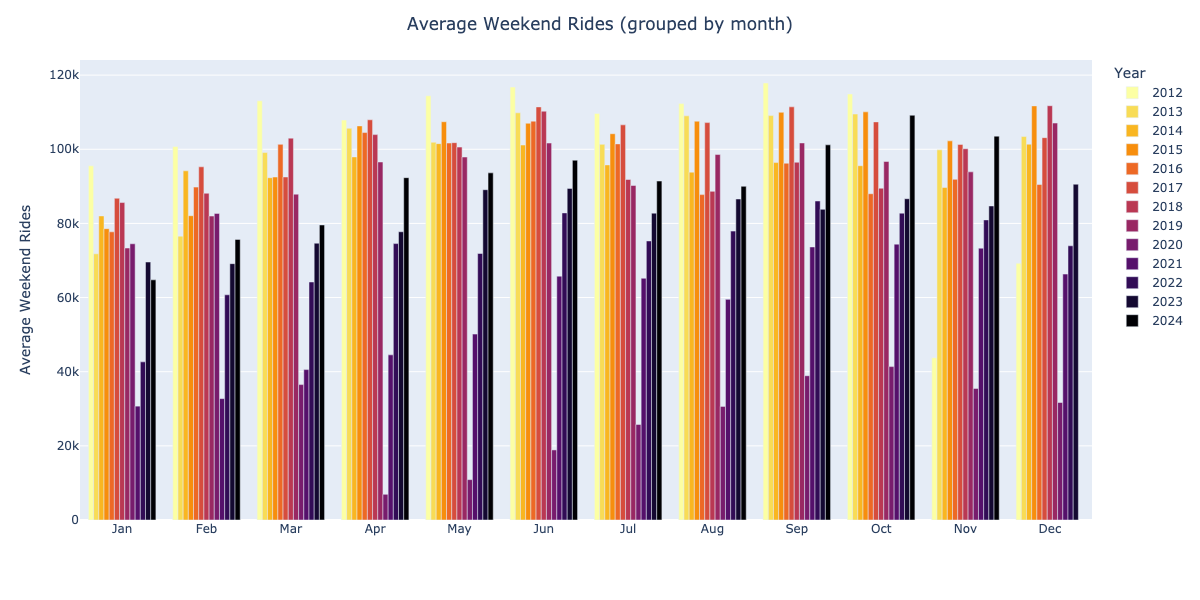 Average Weekend Rides (grouped by month)
Average Weekend Rides
120k
100k
80k
60k
40k
20k
0
Jan Feb Mar Apr May Jun Jul Aug Sep Oct Nov Dec
Year
2012
2013
2014
2015
2016
2017
2018
2019
2020
2021
2022
2023
2024